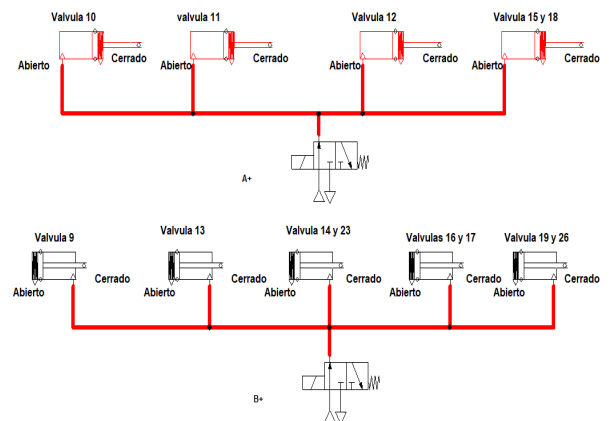 Valvula 10 valvula 11 Valvula 12 Valvula 15 y 18
Abierto Cerrado Abierto Cerrado Abierto Cerrado Abierto Cerrado
A+
Valvula 9 Valvula 13 Valvula 14 y 23 Valvulas 16 y 17 Valvula 19 y 26
Cerrado Cerrado Cerrado Cerrado Cerrado
Abierto Abierto Abierto Abierto Abierto
B+